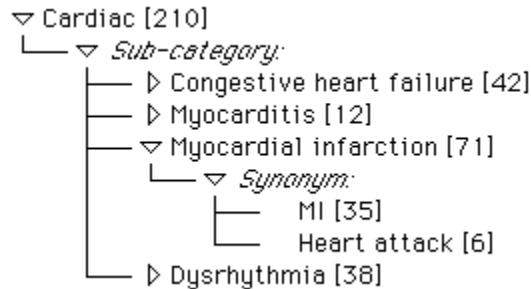 Cardiac [210]
Sub-category:
Congestive heart failure [42]
Myocarditis [12]
Myocardial infarction [71]
Synonym:
MI [35]
Heart attack [6]
Dysrhythmia [38]